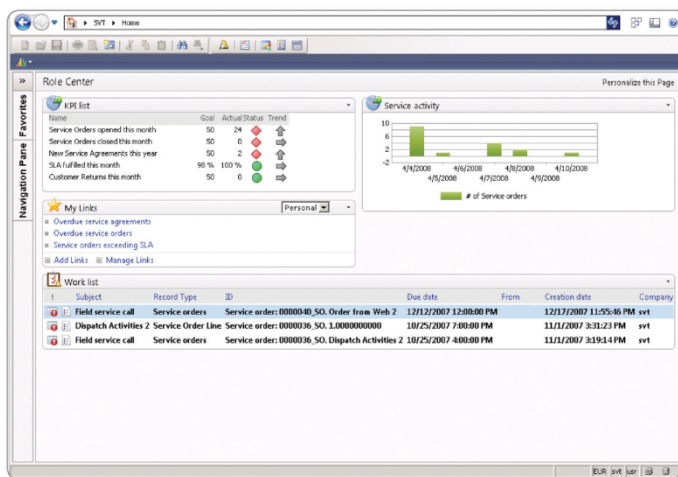 SVT Home
Role Center Personalize this Page
Favorites
Navigation Pane
KPI list
Name Goal Actual Status Trend
Service Orders opened this month 50 24
Service Orders closed this month 50 0
New Service Agreements this year 50 2
SLA fulfilled this month 98 % 100 %
Customer Returns this month 50 0
Service activity
10
6
2
-2
4/4/2008 4/6/2008 4/8/2008 4/10/2008
4/5/2008 4/7/2008 4/9/2008
# of Service orders
My Links Personal
Overdue service agreements
Overdue service orders
Service orders exceeding SLA
Add Links Manage Links
Work list
! Subject Record Type ID Due date From Creation date Company
Field service call Service orders Service order: 0000040_SO. Order from Web 2 12/12/2007 12:00:00 PM 12/17/2007 11:55:46 PM svt
Dispatch Activities 2 Service Order Line Service order: 0000036_SO. 1,0000000000 10/25/2007 7:00:00 PM 11/1/2007 3:31:23 PM svt
Field service call Service orders Service order: 0000036_SO. Dispatch Activities 2 10/25/2007 4:00:00 PM 11/1/2007 3:19:14 PM svt
EUR svt usr